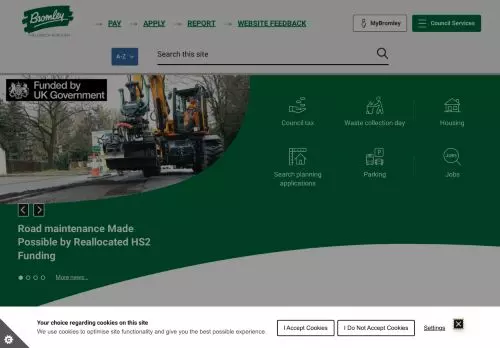 Bromley
THE LONDON BOROUGH
PAY
APPLY
REPORT
WEBSITE FEEDBACK
MyBromley
Council Services
A-Z
Search this site
Funded by
UK Government
Council tax
Waste collection day
Housing
Search planning
applications
P
Parking
JOBS
Jobs
Road maintenance Made
Possible by Reallocated HS2
Funding
More news...
Your choice regarding cookies on this site
We use cookies to optimise site functionality and give you the best possible experience.
I Accept Cookies
I Do Not Accept Cookies
Settings